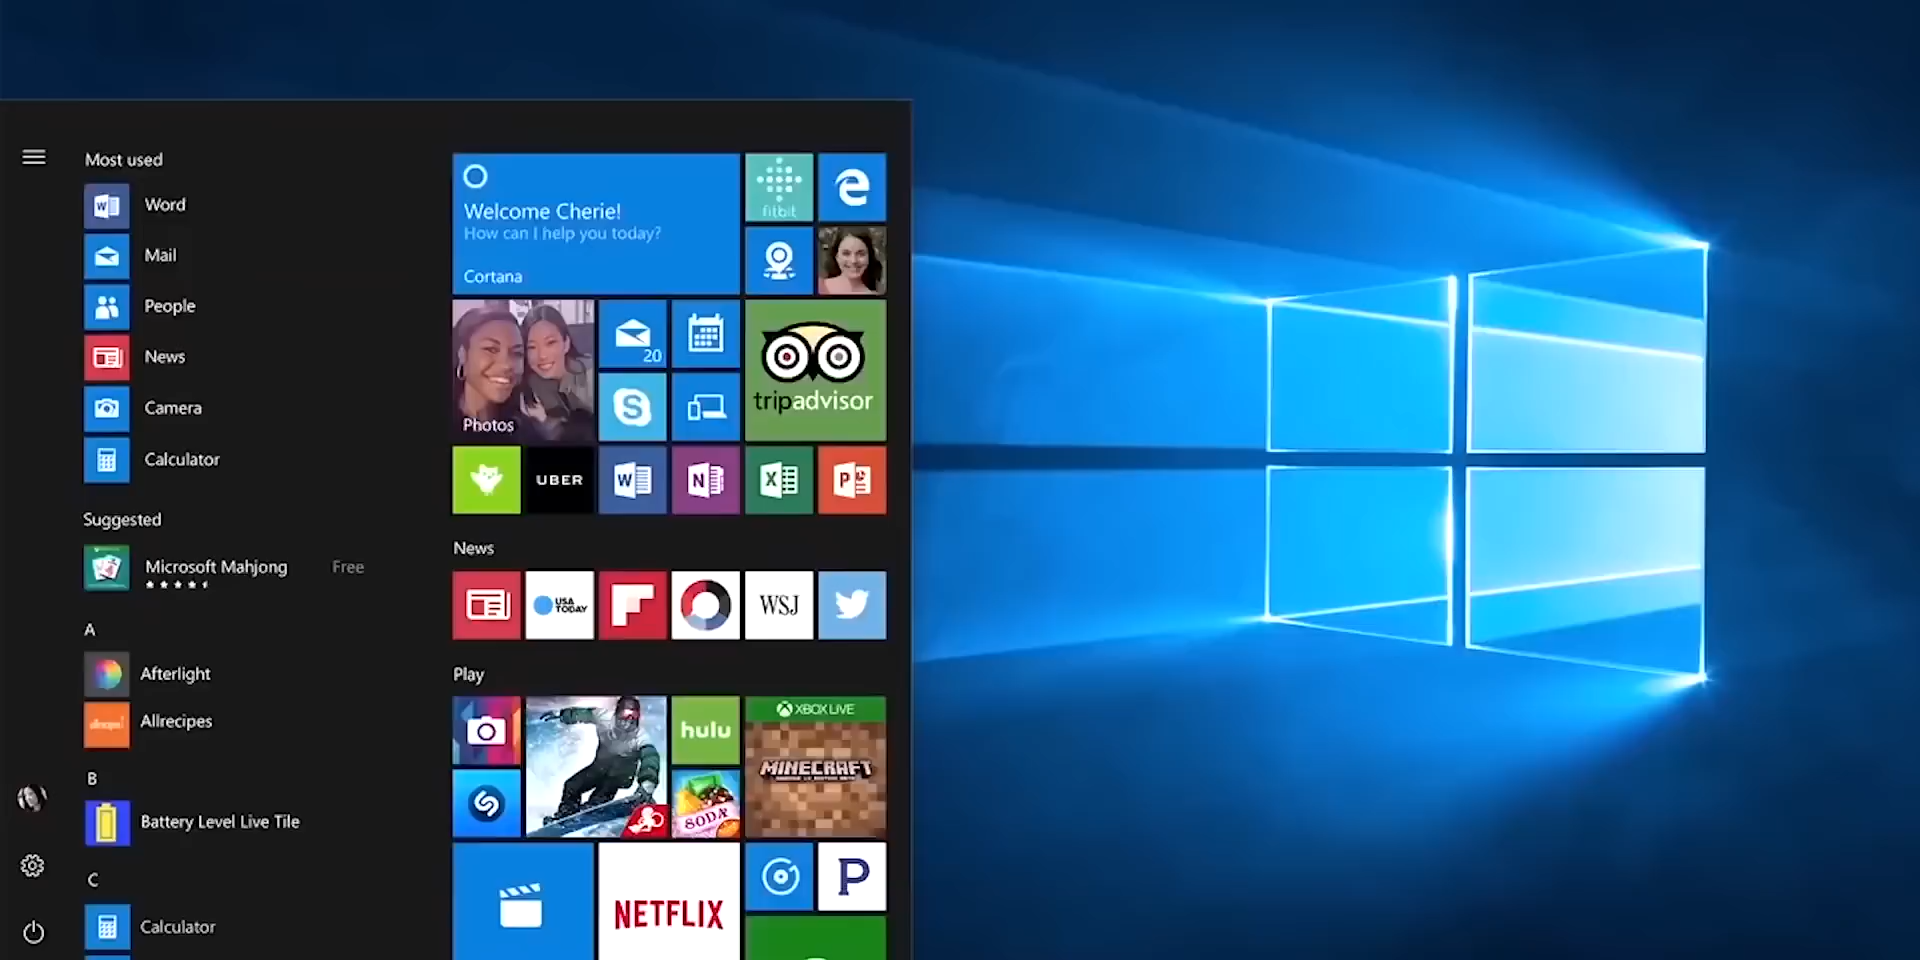 Most used
Word
Mail
People
News
Camera
Calculator
Suggested
Microsoft Mahjong
Free
A
Afterlight
Allrecipes
B
Battery Level Live Tile
C
Calculator
Welcome Cherie!
How can I help you today?
Cortana
fitbit
Photos
20
tripadvisor
UBER
News
USA
TODAY
WSJ
Play
hulu
XBOX LIVE
MINECRAFT
SODA
NETFLIX
P